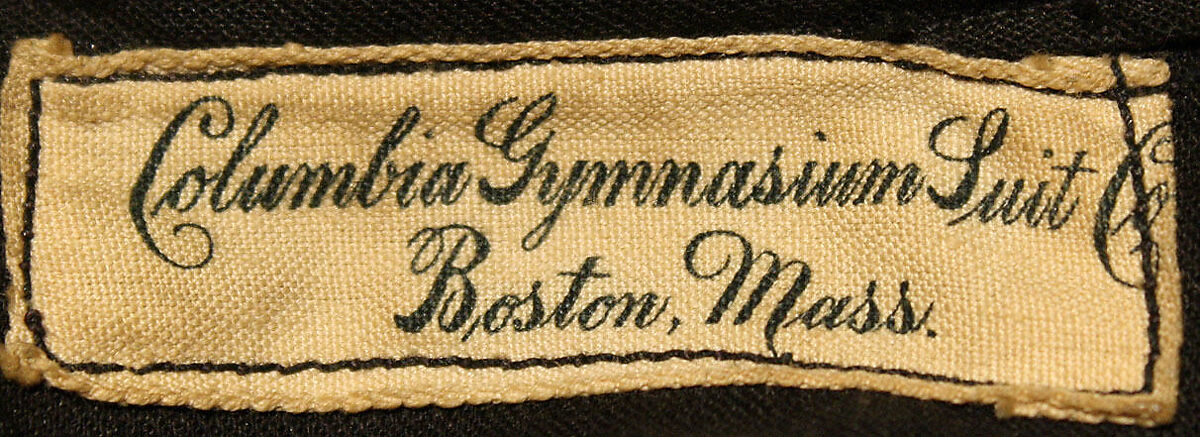 Columbia Gymnasium Suit Co
Boston, Mass.